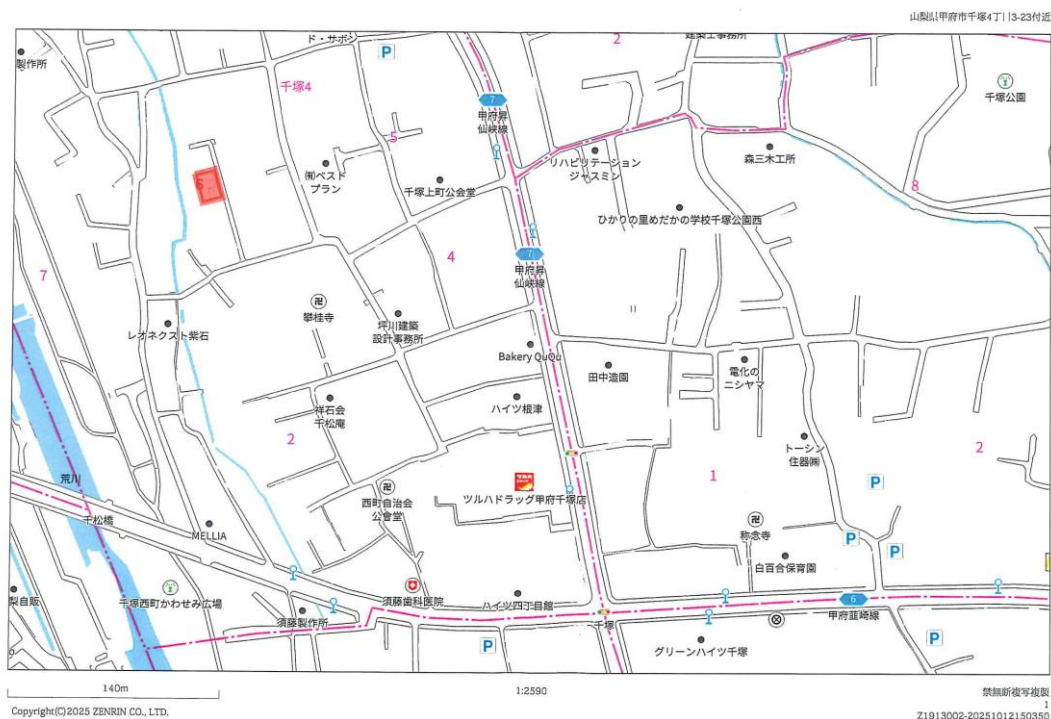 山梨県甲府市千塚4丁目3-23付近
ド・サボン
P
2
建築工事務所
製作所
千塚4
7
甲府昇
仙峡線
千塚公園
5
㈲ベスト
プラン
千塚上町公会堂
リハビリテーション
ジャスミン
森三木工所
6
8
ひかりの里めだかの学校千塚公園西
4
7
甲府昇
仙峡線
7
攀桂寺
レオネクスト紫石
坪川建築
設計事務所
Bakery QuQu
田中造園
電化の
ニシヤマ
祥石会
千松庵
ハイツ根津
2
トーシン
住器㈱
2
1
荒川
ツルハドラッグ甲府千塚店
P
西町自治会
公會堂
千松橋
MELLIA
称念寺
P
P
白百合保育園
梨自販
千塚西町かわせみ広場
須藤歯科医院
ハイツ四丁目館
須藤製作所
千塚
6
甲府韮崎線
P
グリーンハイツ千塚
P
140m
1:2590
禁無断複写複製
1
Copyright(C)2025 ZENRIN CO., LTD.
Z1913002-20251012150350